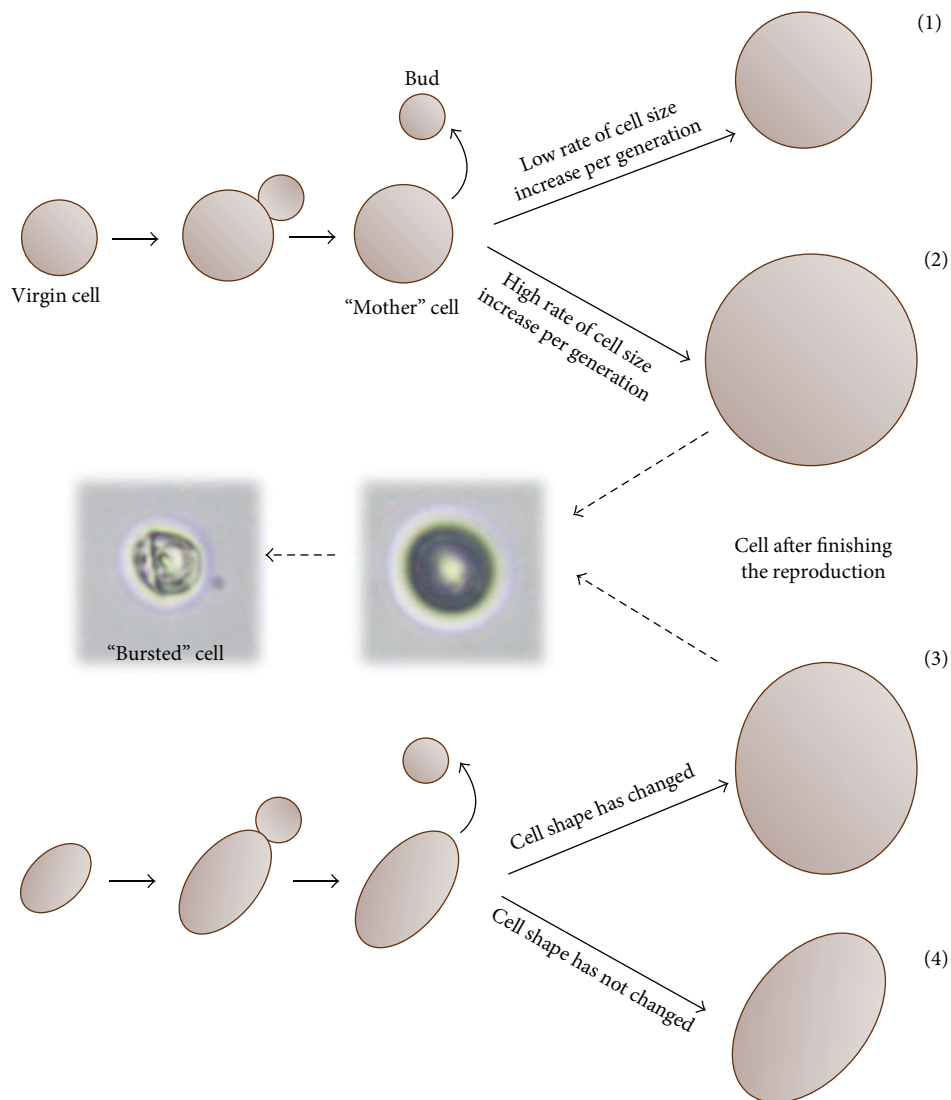 (1)
Bud
Low rate of cell size
increase per generation
Virgin cell
“Mother” cell
(2)
High rate of cell size
increase per generation
Cell after finishing
the reproduction
“Bursted” cell
(3)
Cell shape has changed
Cell shape has not changed
(4)